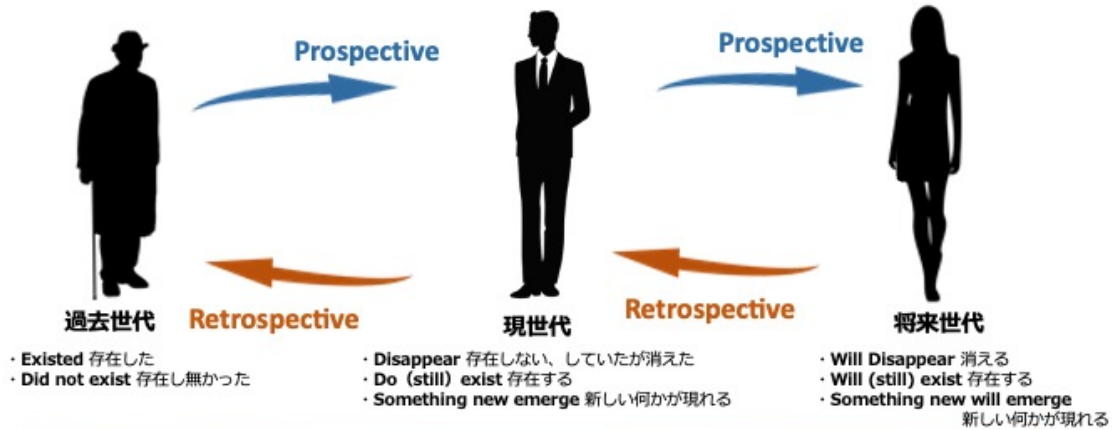 Prospective
Prospective
Retrospective
Retrospective
過去世代
・Existed 存在した
・Did not exist 存在し無かった
現世代
・Disappear 存在しない、していたが消えた
・Do（still）exist 存在する
・Something new emerge 新しい何かが現れる
将来世代
・Will Disappear 消える
・Will (still) exist 存在する
・Something new will emerge
新しい何かが現れる